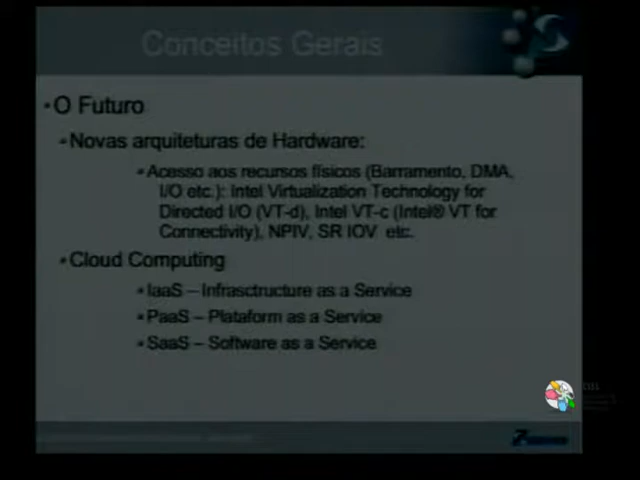 Conceitos Gerais
•O Futuro
•Novas arquiteturas de Hardware:
•Acesso aos recursos físicos (Barramento, DMA,
I/O etc.): Intel Virtualization Technology for
Directed I/O (VT-d), Intel VT-c (Intel® VT for
Connectivity), NPIV, SR IOV etc.
•Cloud Computing
•IaaS – Infrasctructure as a Service
•PaaS – Plataform as a Service
•SaaS – Software as a Service